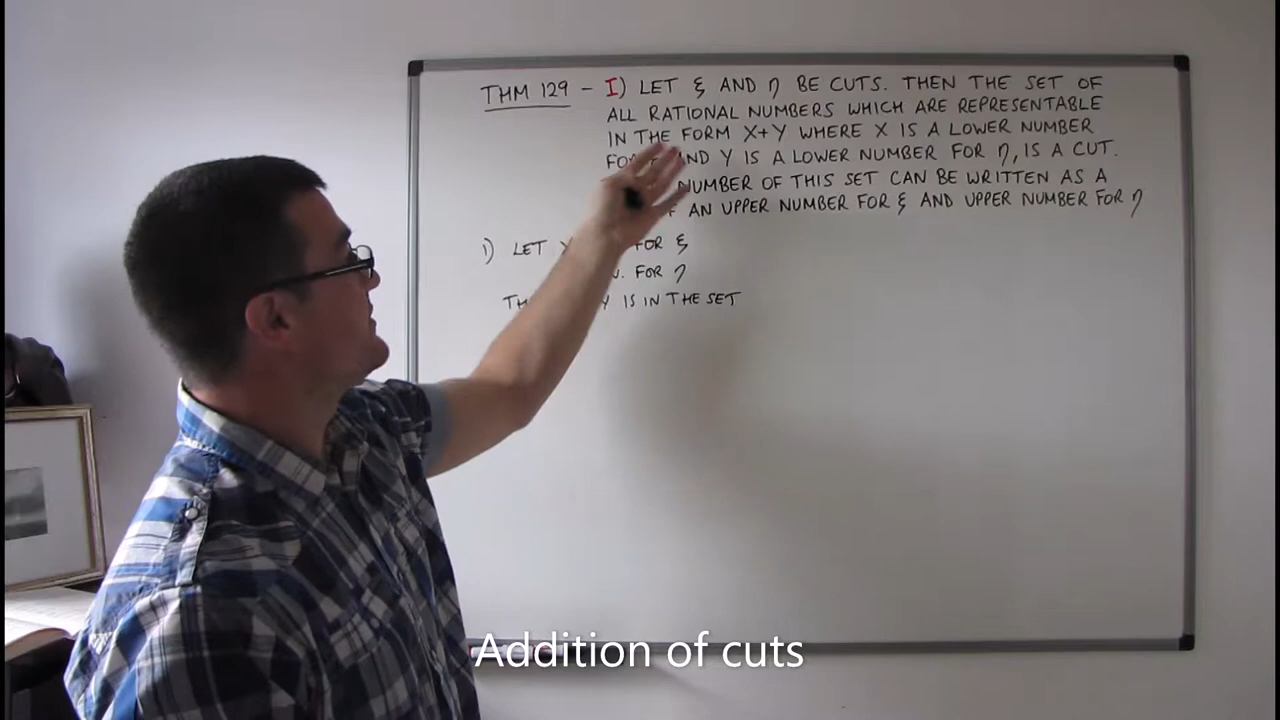 THM 129 - I) LET ξ AND η BE CUTS. THEN THE SET OF
ALL RATIONAL NUMBERS WHICH ARE REPRESENTABLE
IN THE FORM X+Y WHERE X IS A LOWER NUMBER
AND Y IS A LOWER NUMBER FOR η, IS A CUT.
NUMBER OF THIS SET CAN BE WRITTEN AS A
AN UPPER NUMBER FOR ξ AND UPPER NUMBER FOR η
1) LET FOR ξ
FOR η
Y IS IN THE SET
Addition of cuts